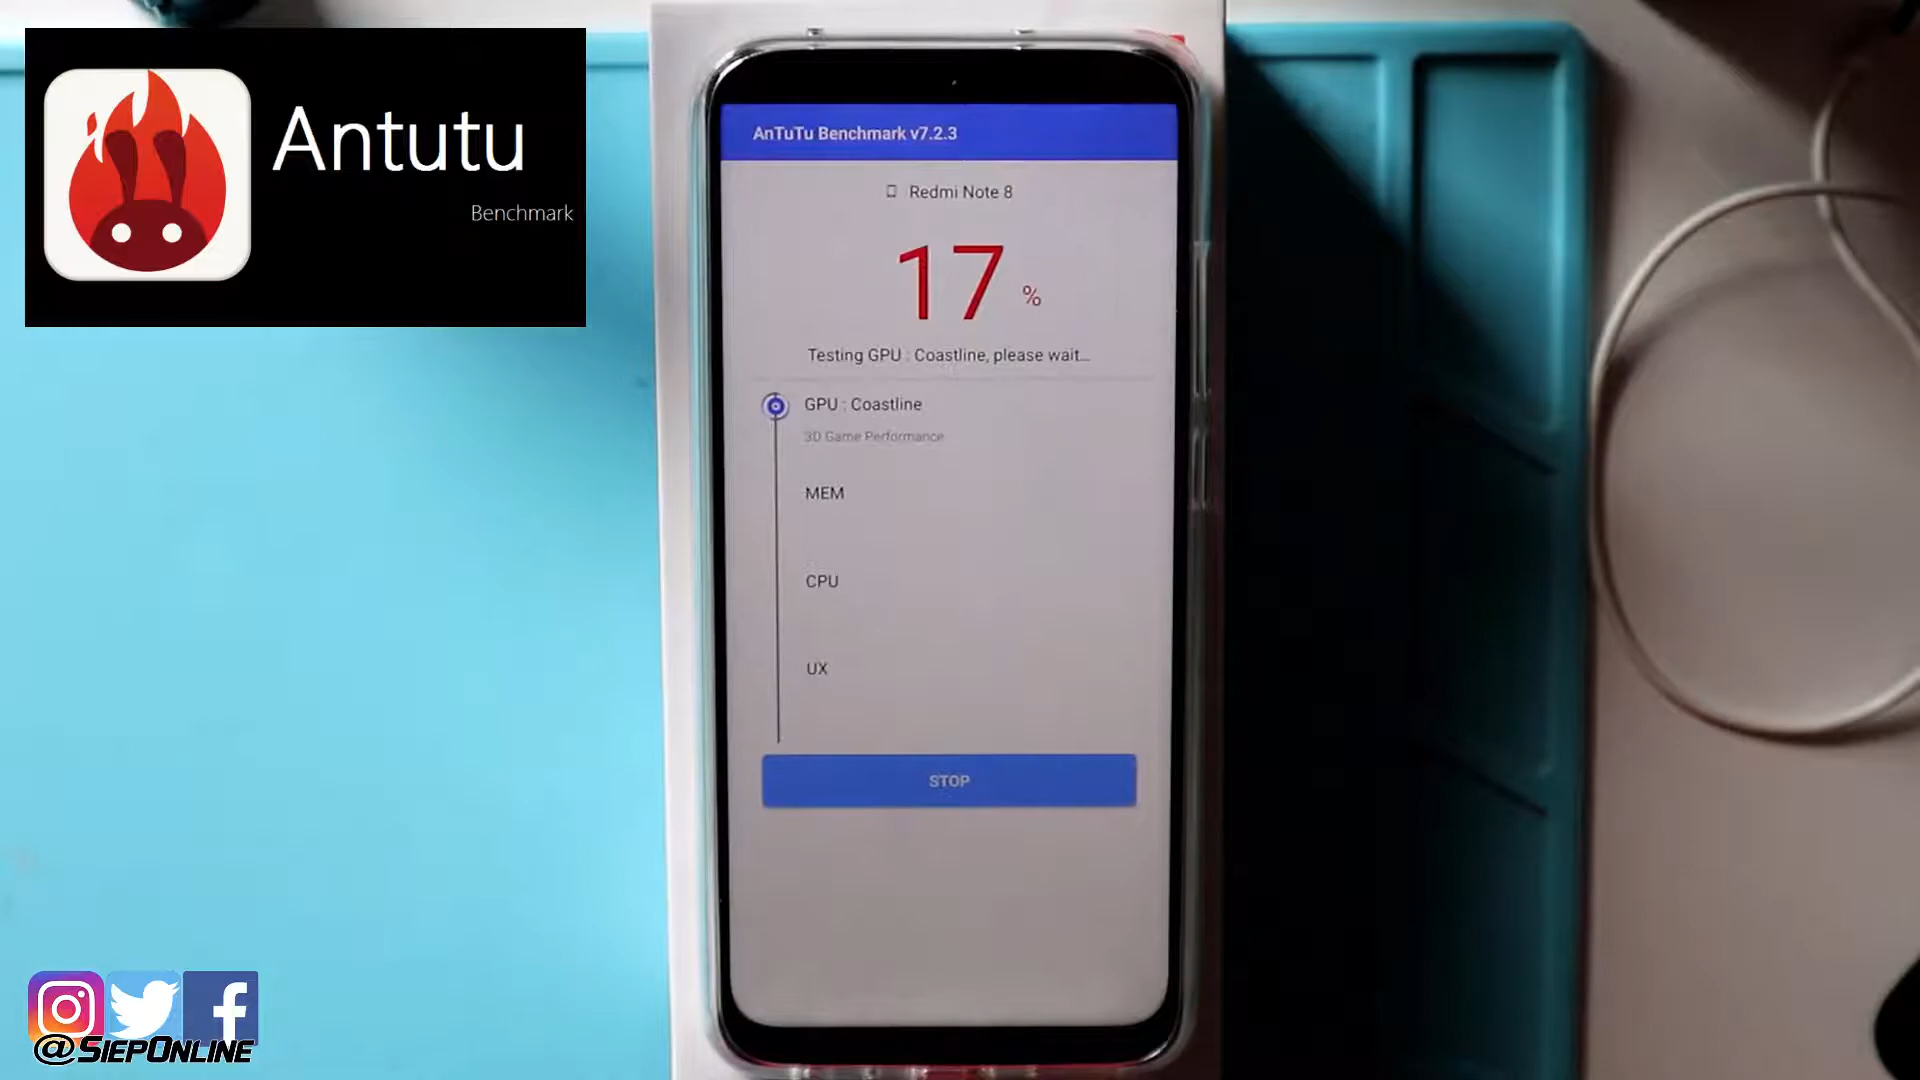 Antutu
Benchmark
AnTuTu Benchmark v7.2.3
Redmi Note 8
17 %
Testing GPU : Coastline, please wait...
GPU : Coastline
3D Game Performance
MEM
CPU
UX
STOP
@SiepOnline